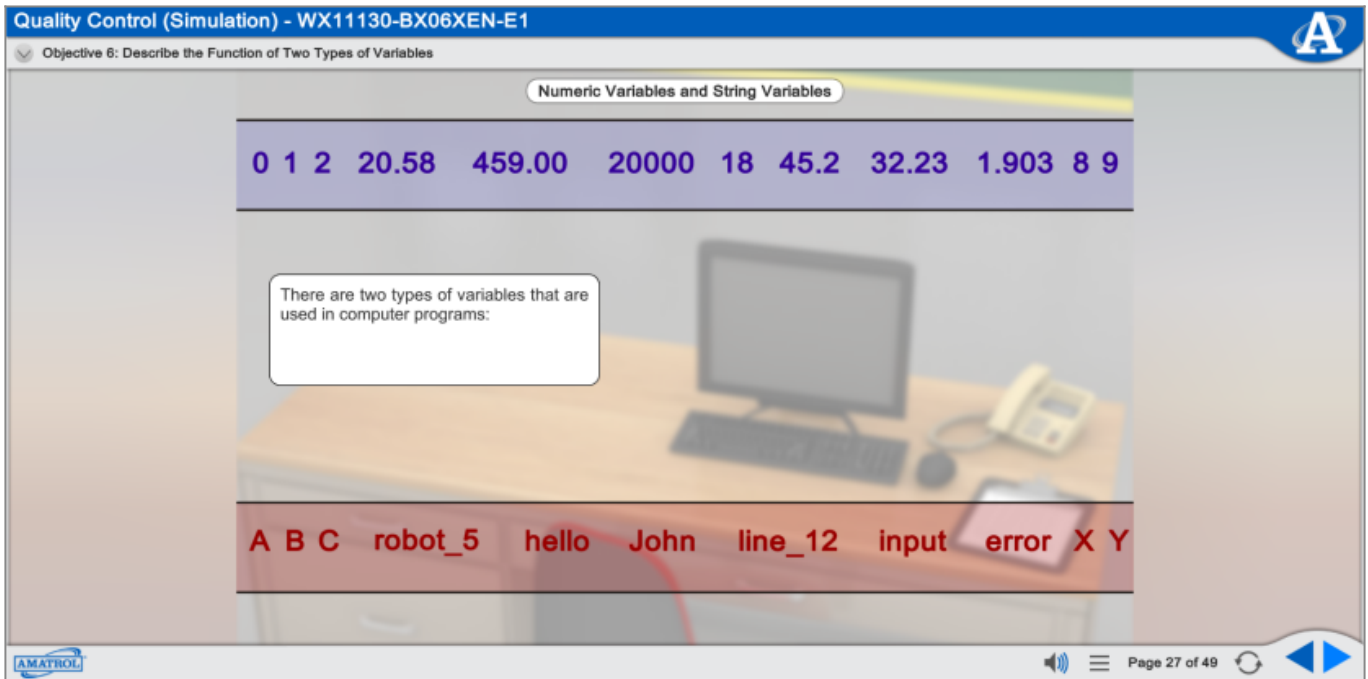 Quality Control (Simulation) - WX11130-BX06XEN-E1
Objective 6: Describe the Function of Two Types of Variables
Numeric Variables and String Variables
0 1 2 20.58 459.00 20000 18 45.2 32.23 1.903 8 9
There are two types of variables that are
used in computer programs:
A B C robot_5 hello John line_12 input error X Y
AMATROL
Page 27 of 49